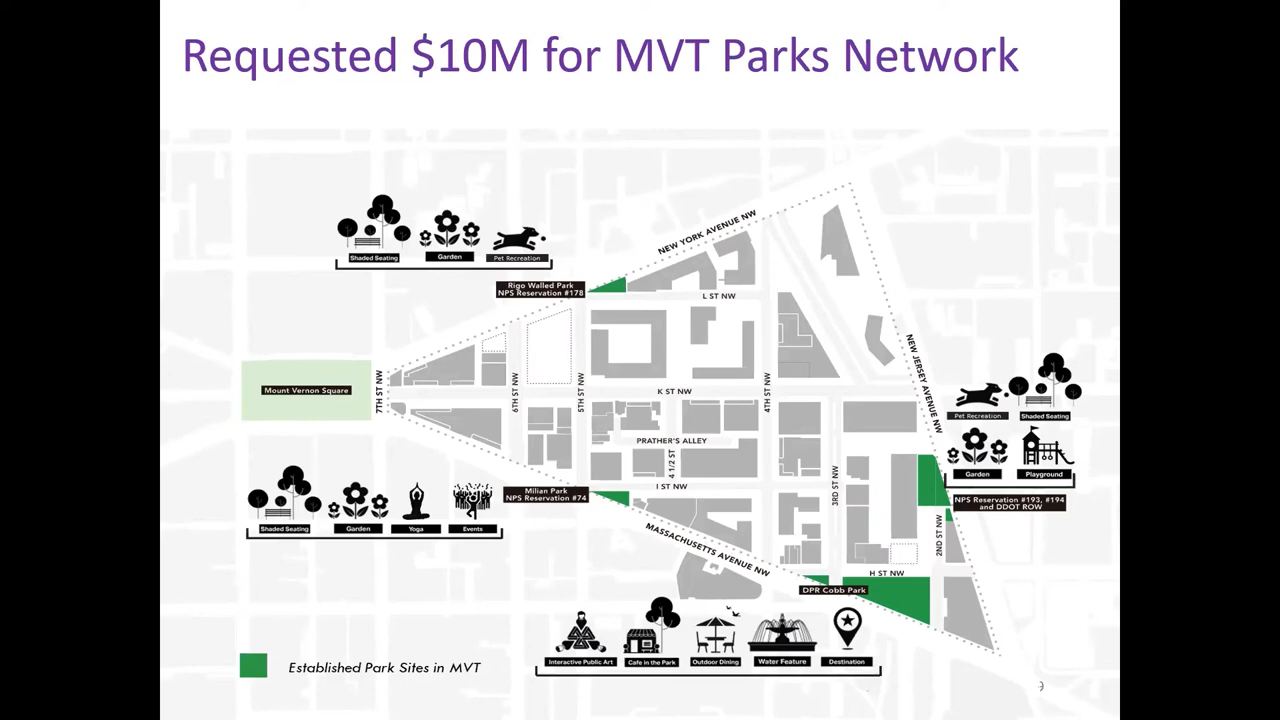 Requested $10M for MVT Parks Network
NEW YORK AVENUE NW
Shaded Seating
Garden
Pet Recreation
Rigo Walled Park
NPS Reservation #178
L ST NW
Mount Vernon Square
7TH ST NW
6TH ST NW
5TH ST NW
K ST NW
4TH ST NW
NEW JERSEY AVENUE NW
Pet Recreation
Shaded Seating
Garden
Playground
PRATHER'S ALLEY
4 1/2 ST
I ST NW
3RD ST NW
Milian Park
NPS Reservation #74
NPS Reservation #193, #194
and DDOT ROW
2ND ST NW
Shaded Seating
Garden
Yoga
Events
MASSACHUSETTS AVENUE NW
H ST NW
DPR Cobb Park
Interactive Public Art
Cafe in the Park
Outdoor Dining
Water Feature
Destination
Established Park Sites in MVT